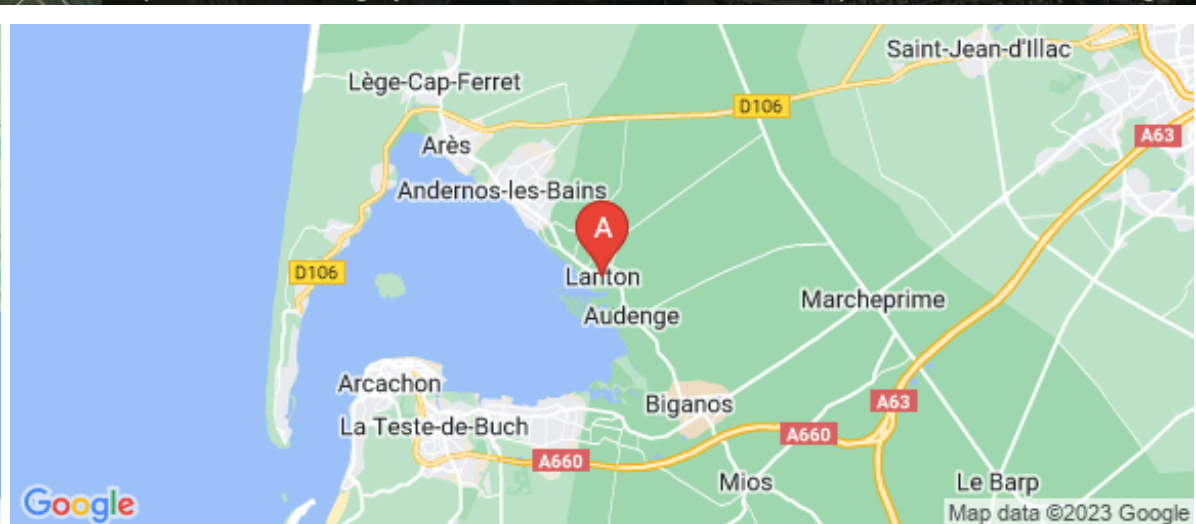 Saint-Jean-d'Illac
Lège-Cap-Ferret
D106
A63
Arès
Andernos-les-Bains
A
D106
Lanton
Marcheprime
Audenge
Arcachon
Biganos
A63
La Teste-de-Buch
A660
A660
Mios
Le Barp
Google
Map data ©2023 Google